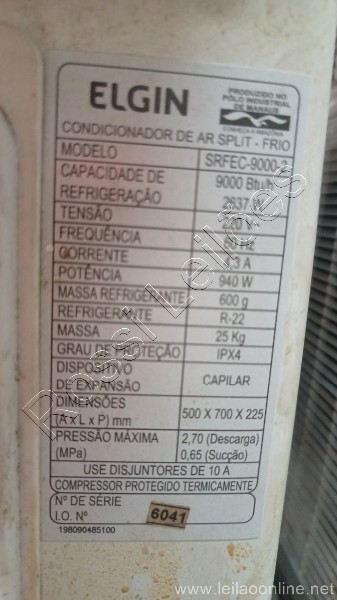 ELGIN
PRODUZIDO NO
PÓLO INDUSTRIAL
DE MANAUS
CONHEÇA A AMAZÔNIA
CONDICIONADOR DE AR SPLIT - FRIO
MODELO SRFEC-9000-2
CAPACIDADE DE REFRIGERAÇÃO 9000 Btu/h
2637 W
TENSÃO 220 V~
FREQUÊNCIA 60 Hz
CORRENTE 4,3 A
POTÊNCIA 940 W
MASSA REFRIGERANTE 600 g
REFRIGERANTE R-22
MASSA 25 Kg
GRAU DE PROTEÇÃO IPX4
DISPOSITIVO
DE EXPANSÃO CAPILAR
DIMENSÕES
(A x L x P) mm 500 X 700 X 225
PRESSÃO MÁXIMA 2,70 (Descarga)
(MPa) 0,65 (Sucção)
USE DISJUNTORES DE 10 A
COMPRESSOR PROTEGIDO TERMICAMENTE
Nº DE SÉRIE
I.O. Nº 6041
198090485100
Rossi Leilões
www.leilaoonline.net